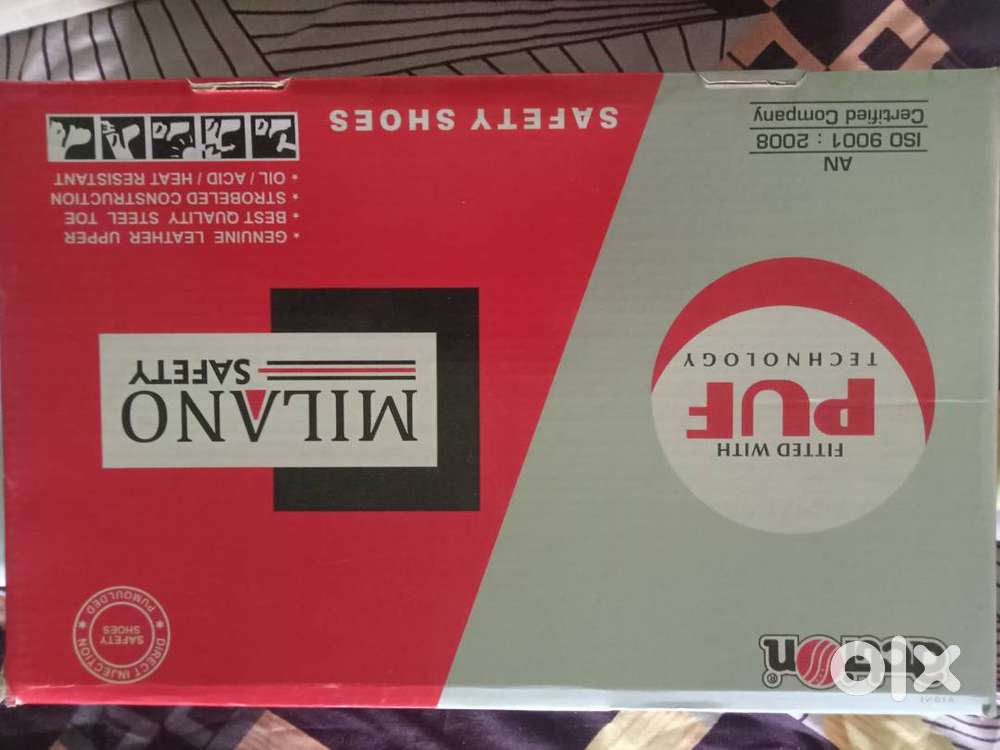 ACTION
®
FITTED WITH
PUF
TECHNOLOGY
AN
ISO 9001 : 2008
Certified Company
DIRECT INJECTION
PUMOULDED
SAFETY
SHOES
MILANO
SAFETY
* GENUINE LEATHER UPPER
* BEST QUALITY STEEL TOE
* STROBELED CONSTRUCTION
* OIL / ACID / HEAT RESISTANT
SAFETY SHOES
olx
INDIA